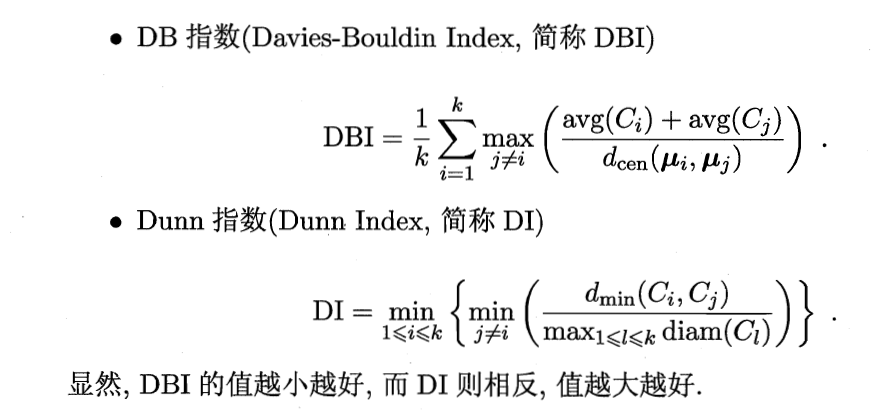 • DB 指数(Davies-Bouldin Index, 简称 DBI)
DBI = \frac{1}{k} \sum_{i=1}^{k} \max_{j \neq i} \left( \frac{\mathrm{avg}(C_i) + \mathrm{avg}(C_j)}{d_{\mathrm{cen}}(\boldsymbol{\mu}_i, \boldsymbol{\mu}_j)} \right) .
• Dunn 指数(Dunn Index, 简称 DI)
DI = \min_{1 \leqslant i \leqslant k} \left\{ \min_{j \neq i} \left( \frac{d_{\min}(C_i, C_j)}{\max_{1 \leqslant l \leqslant k} \mathrm{diam}(C_l)} \right) \right\} .
显然, DBI 的值越小越好, 而 DI 则相反, 值越大越好.